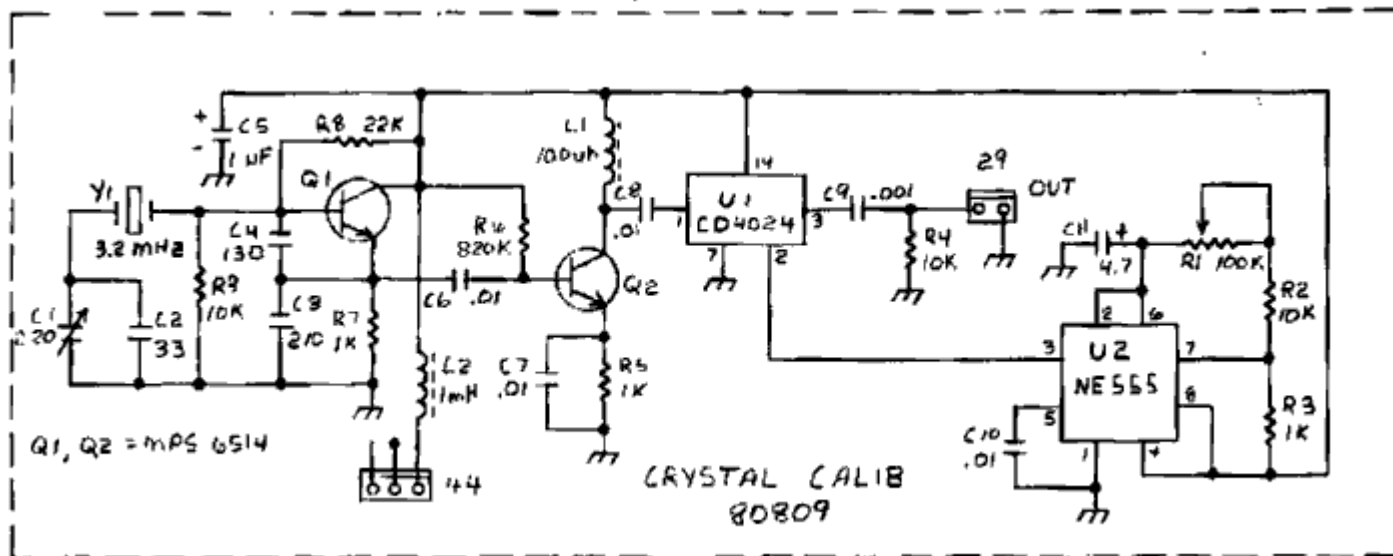 +
-
C5
1 uF
R8 22K
Q1
Y1
3.2 mHz
C4
130
R9
10K
C3
210
R7
1K
C1
C2
33
L2
1mH
44
Q1, Q2 = MPS 6514
820K
C6 .01
L1
C8
.01
Q2
C7
.01
R5
1K
14
U1
CD4024
1
3
7
2
C9 .001
R4
10K
29
OUT
C11
+
4.7
R1 100K
R2
10K
2
6
U2
NE555
3
7
8
5
1
4
R3
1K
C10
.01
CRYSTAL CALIB
80809